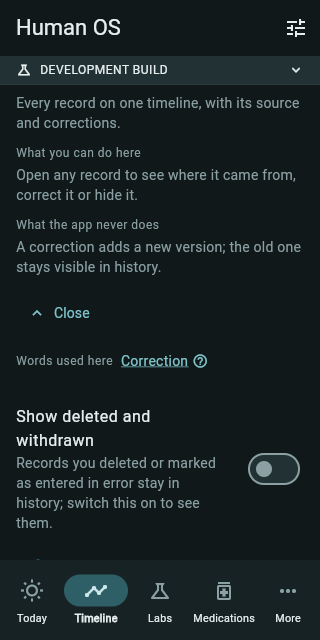 Human OS
DEVELOPMENT BUILD
Every record on one timeline, with its source
and corrections.
What you can do here
Open any record to see where it came from,
correct it or hide it.
What the app never does
A correction adds a new version; the old one
stays visible in history.
Close
Words used here Correction ?
Show deleted and
withdrawn
Records you deleted or marked
as entered in error stay in
history; switch this on to see
them.
Today Timeline Labs Medications More